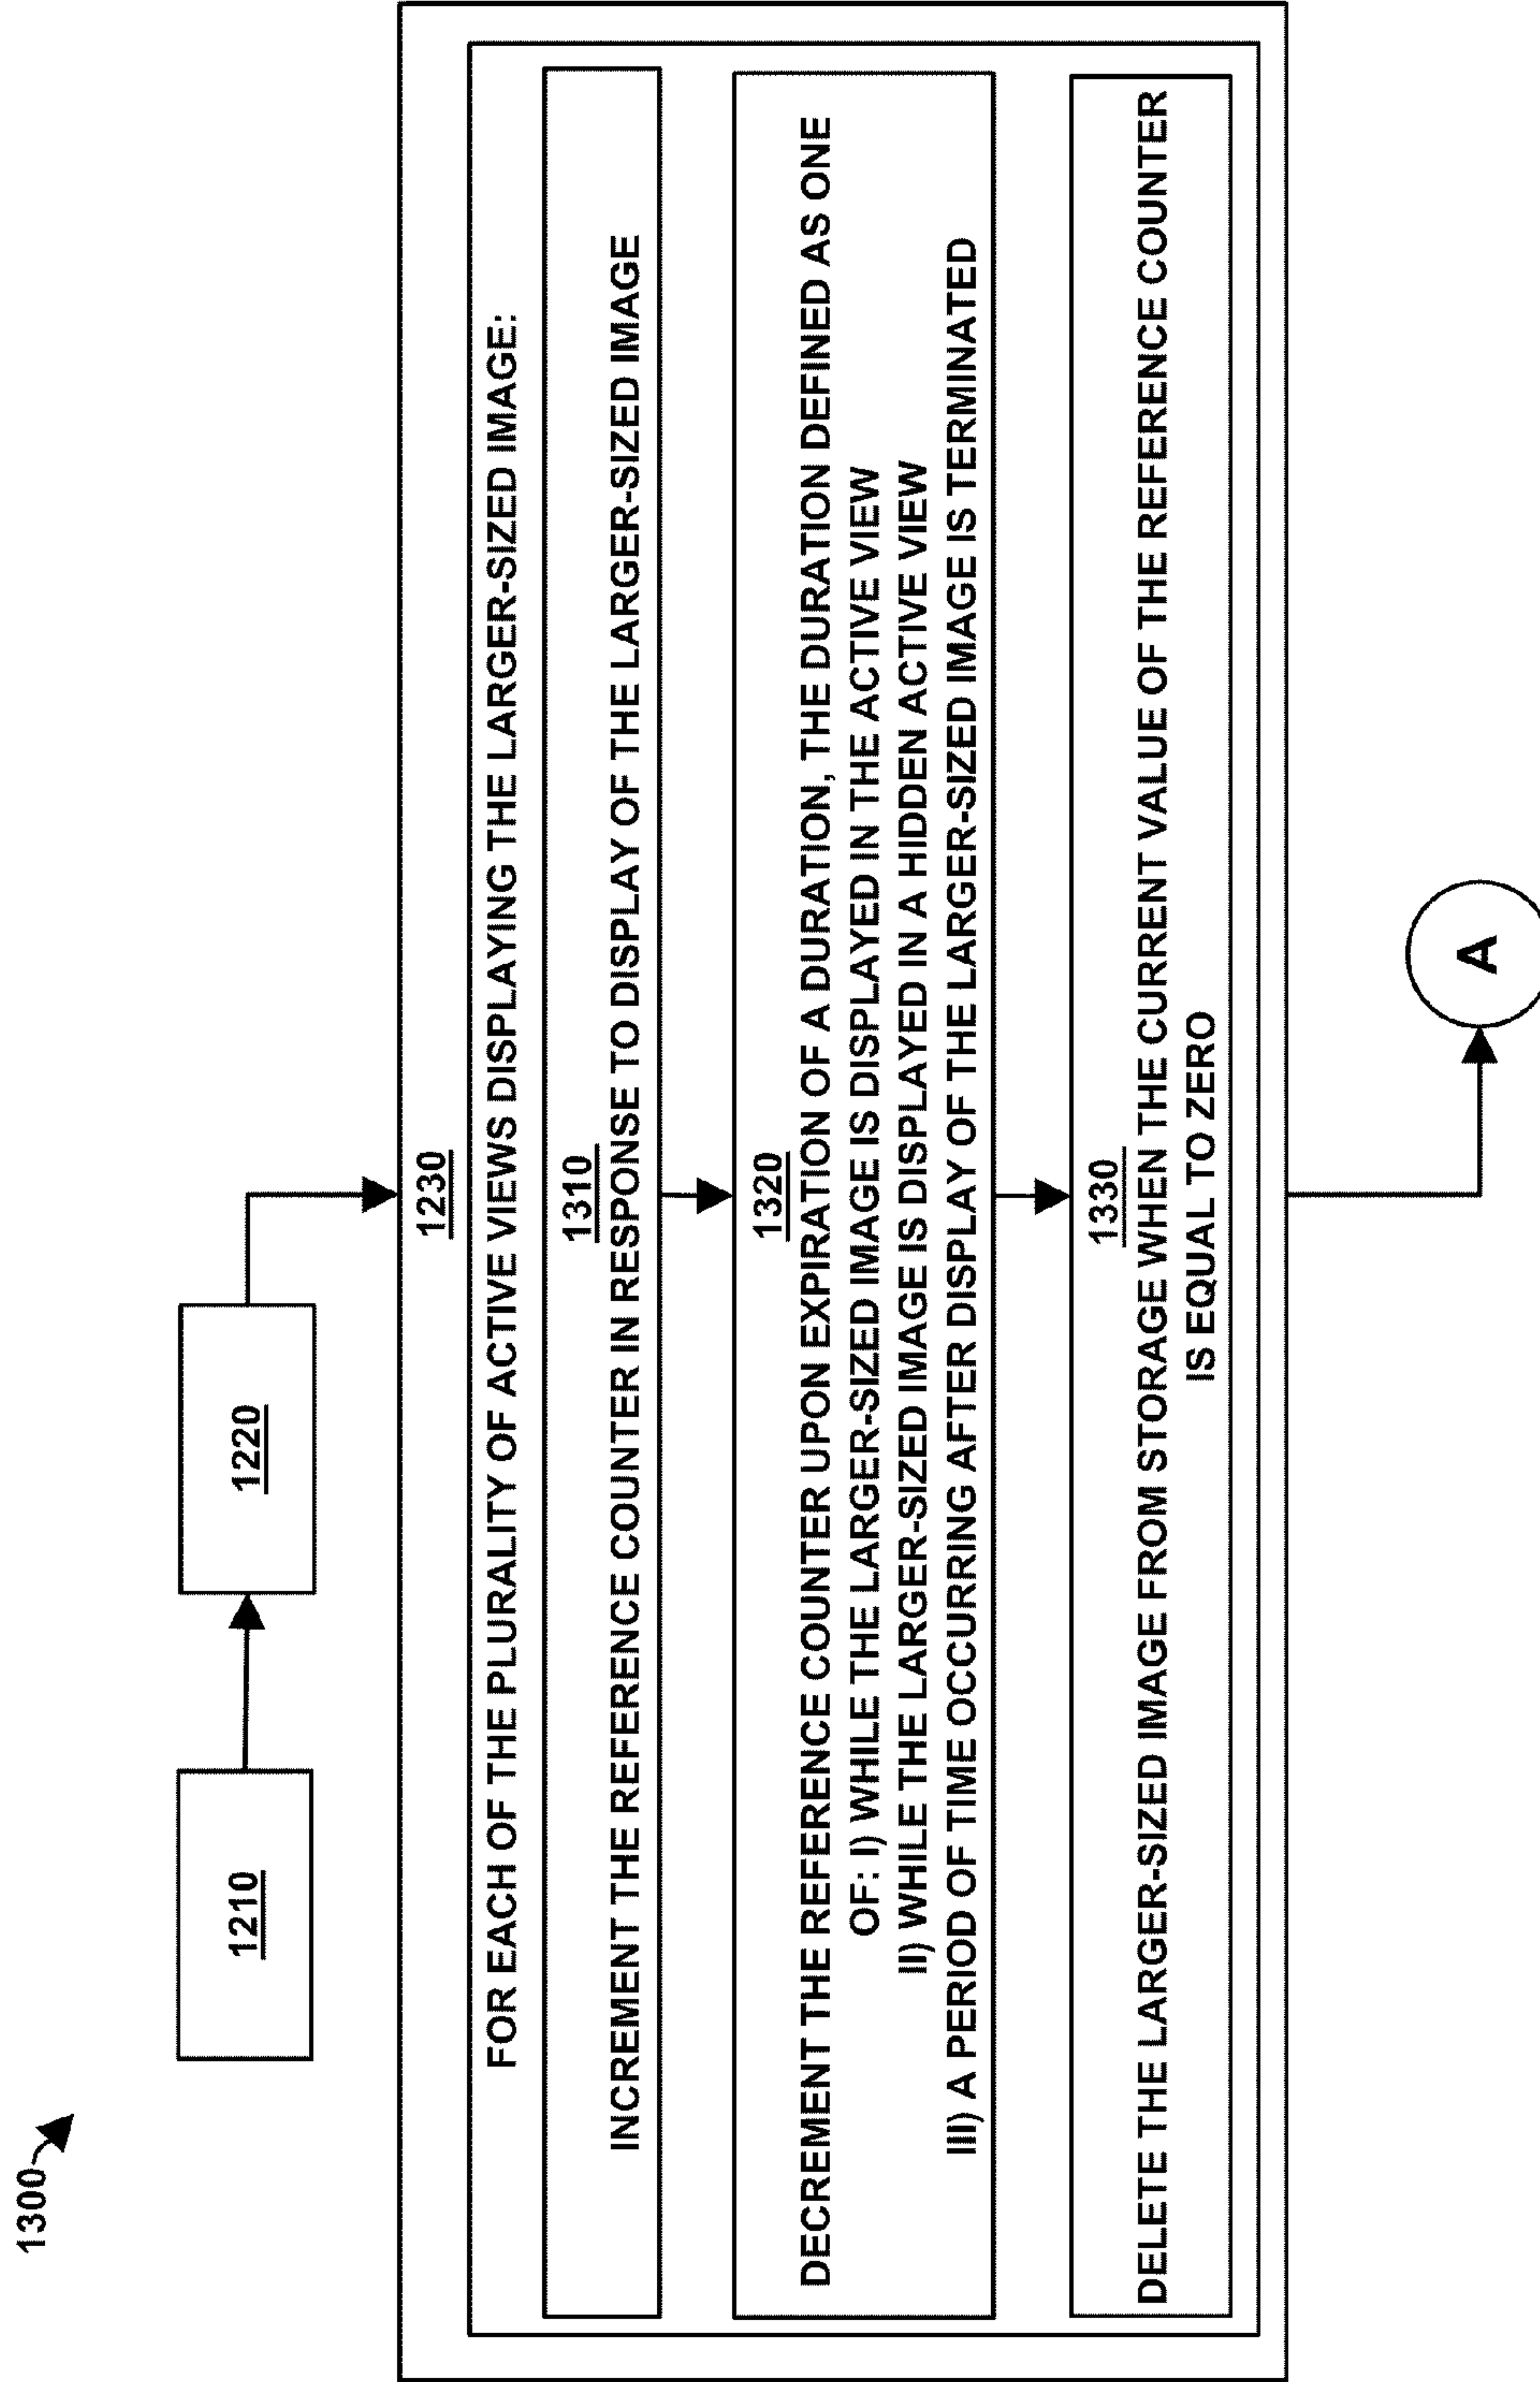 1300
1210
1220
1230
FOR EACH OF THE PLURALITY OF ACTIVE VIEWS DISPLAYING THE LARGER-SIZED IMAGE:
1310
INCREMENT THE REFERENCE COUNTER IN RESPONSE TO DISPLAY OF THE LARGER-SIZED IMAGE
1320
DECREMENT THE REFERENCE COUNTER UPON EXPIRATION OF A DURATION, THE DURATION DEFINED AS ONE
OF: I) WHILE THE LARGER-SIZED IMAGE IS DISPLAYED IN THE ACTIVE VIEW
II) WHILE THE LARGER-SIZED IMAGE IS DISPLAYED IN A HIDDEN ACTIVE VIEW
III) A PERIOD OF TIME OCCURRING AFTER DISPLAY OF THE LARGER-SIZED IMAGE IS TERMINATED
1330
DELETE THE LARGER-SIZED IMAGE FROM STORAGE WHEN THE CURRENT VALUE OF THE REFERENCE COUNTER
IS EQUAL TO ZERO
A